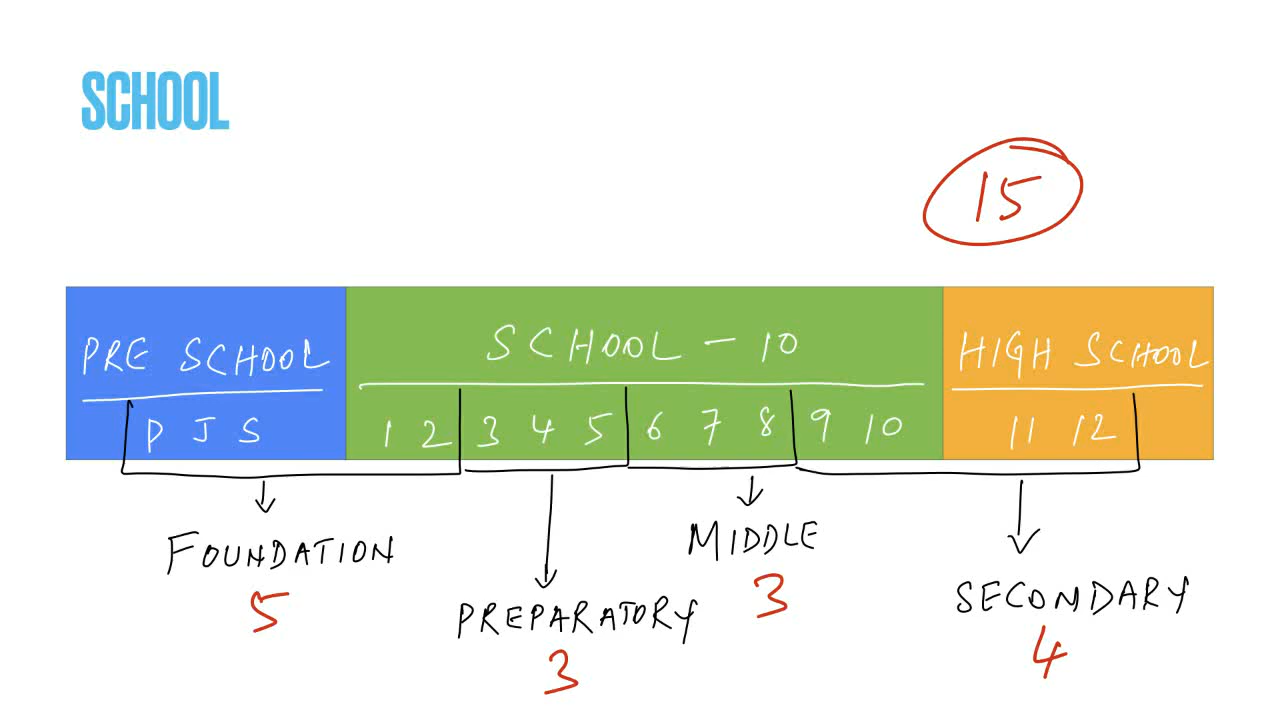 SCHOOL
15
PRE SCHOOL
P J S
SCHOOL - 10
1 2 3 4 5 6 7 8 9 10
HIGH SCHOOL
11 12
FOUNDATION
5
PREPARATORY
3
MIDDLE
3
SECONDARY
4